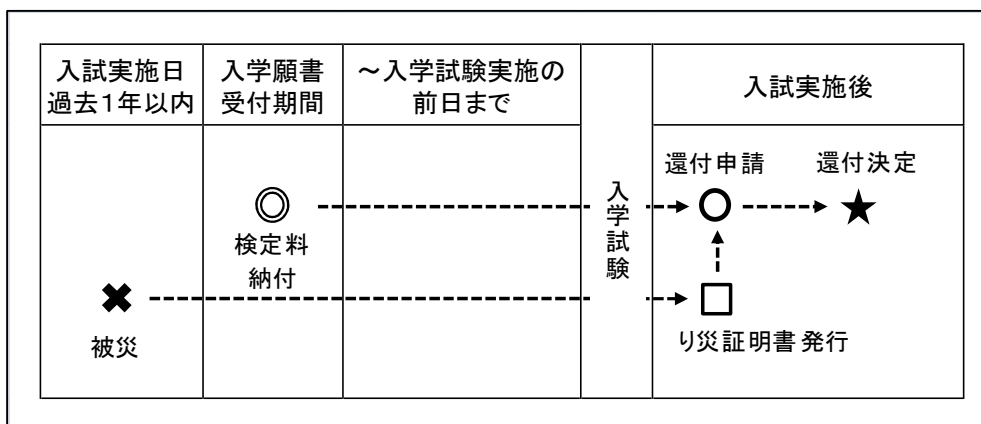 入試実施日
過去1年以内
入学願書
受付期間
～入学試験実施の
前日まで
入学試験
入試実施後
還付申請
還付決定
検定料
納付
被災
り災証明書発行